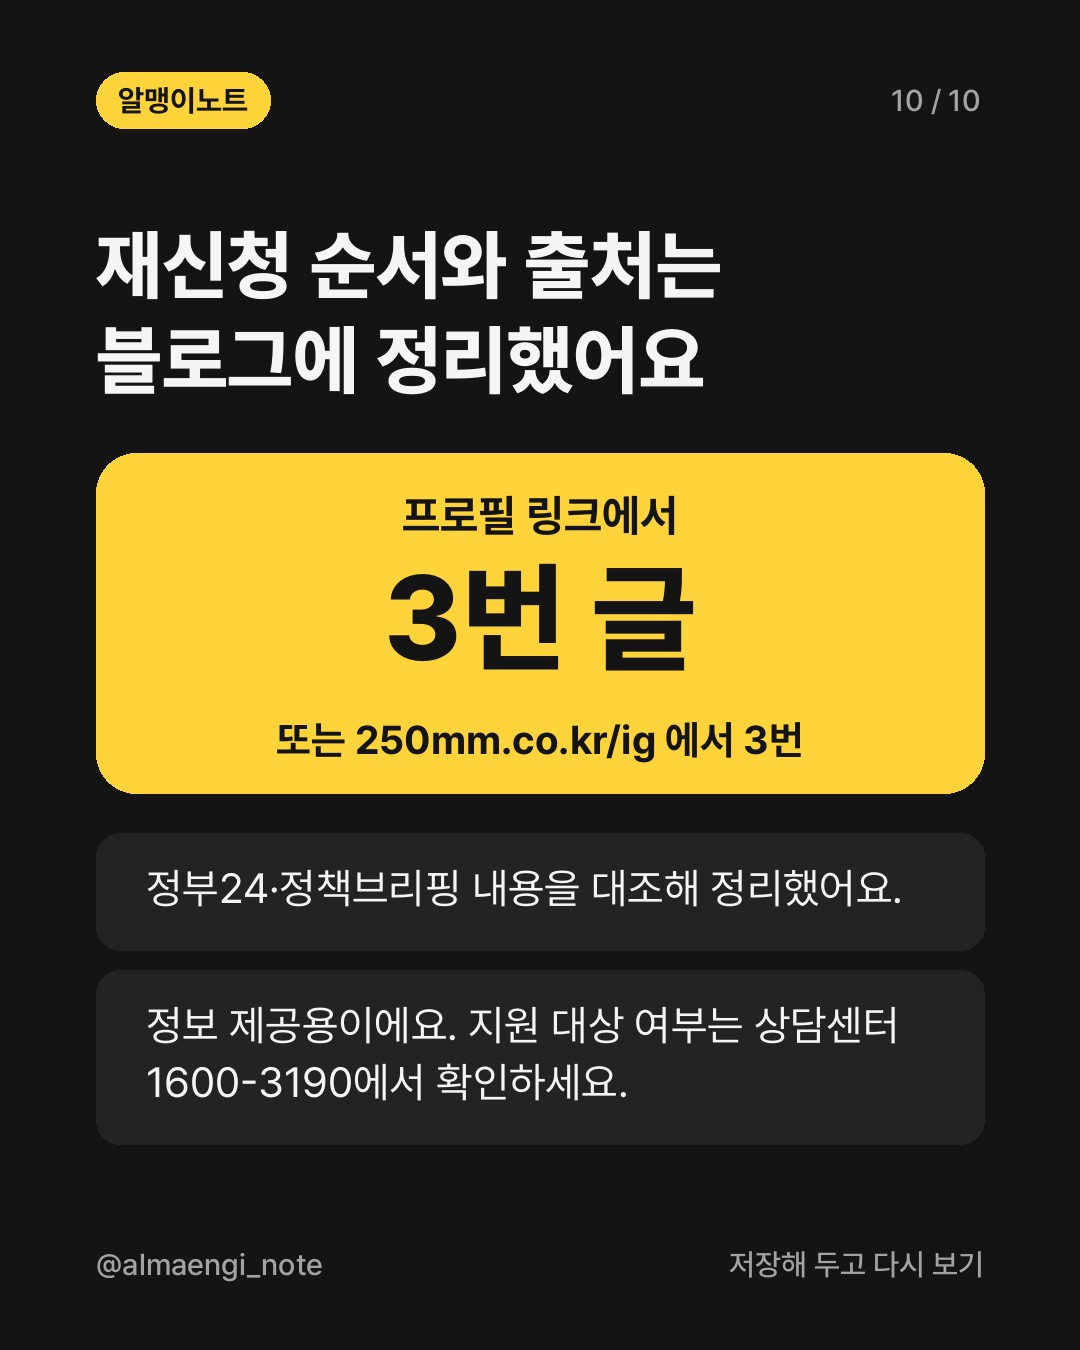 알맹이노트
10 / 10
재신청 순서와 출처는
블로그에 정리했어요
프로필 링크에서
3번 글
또는 250mm.co.kr/ig 에서 3번
정부24·정책브리핑 내용을 대조해 정리했어요.
정보 제공용이에요. 지원 대상 여부는 상담센터
1600-3190에서 확인하세요.
@almaengi_note
저장해 두고 다시 보기